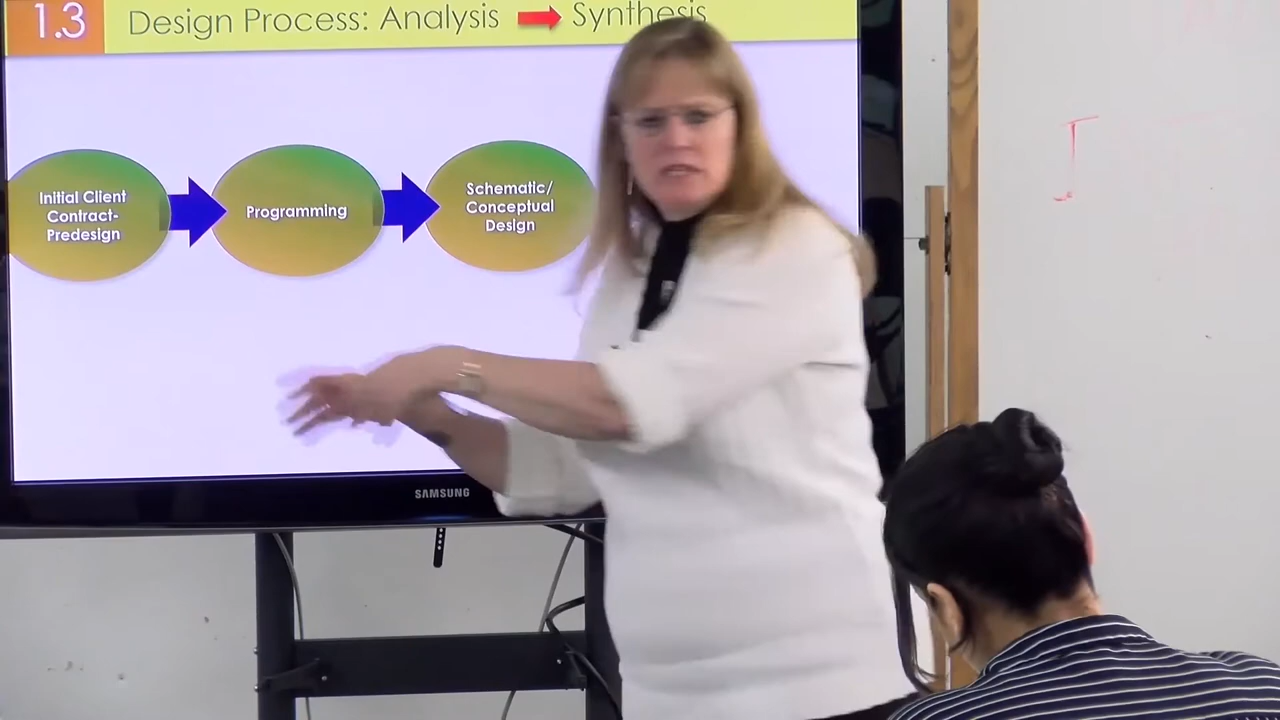 1.3
Design Process: Analysis Synthesis
Initial Client
Contract-
Predesign
Programming
Schematic/
Conceptual
Design
SAMSUNG